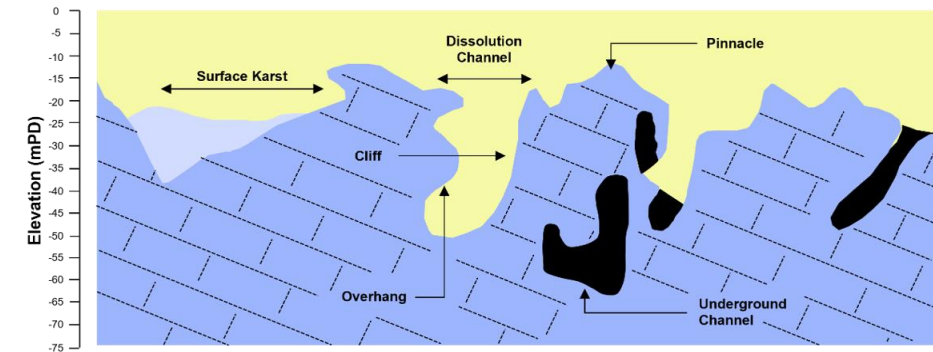 Elevation (mPD)
0
-5
-10
-15
-20
-25
-30
-35
-40
-45
-50
-55
-60
-65
-70
-75
Surface Karst
Dissolution
Channel
Pinnacle
Cliff
Overhang
Underground
Channel